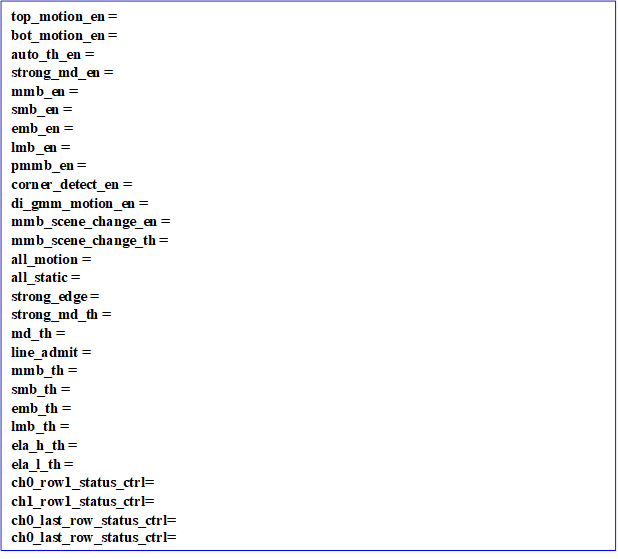 top_motion_en =
bot_motion_en =
auto_th_en =
strong_md_en =
mmb_en =
smb_en =
emb_en =
lmb_en =
pmmb_en =
corner_detect_en =
di_gmm_motion_en =
mmb_scene_change_en =
mmb_scene_change_th =
all_motion =
all_static =
strong_edge =
strong_md_th =
md_th =
line_admit =
mmb_th =
smb_th =
emb_th =
lmb_th =
ela_h_th =
ela_l_th =
ch0_row1_status_ctrl=
ch1_row1_status_ctrl=
ch0_last_row_status_ctrl=
ch0_last_row_status_ctrl=